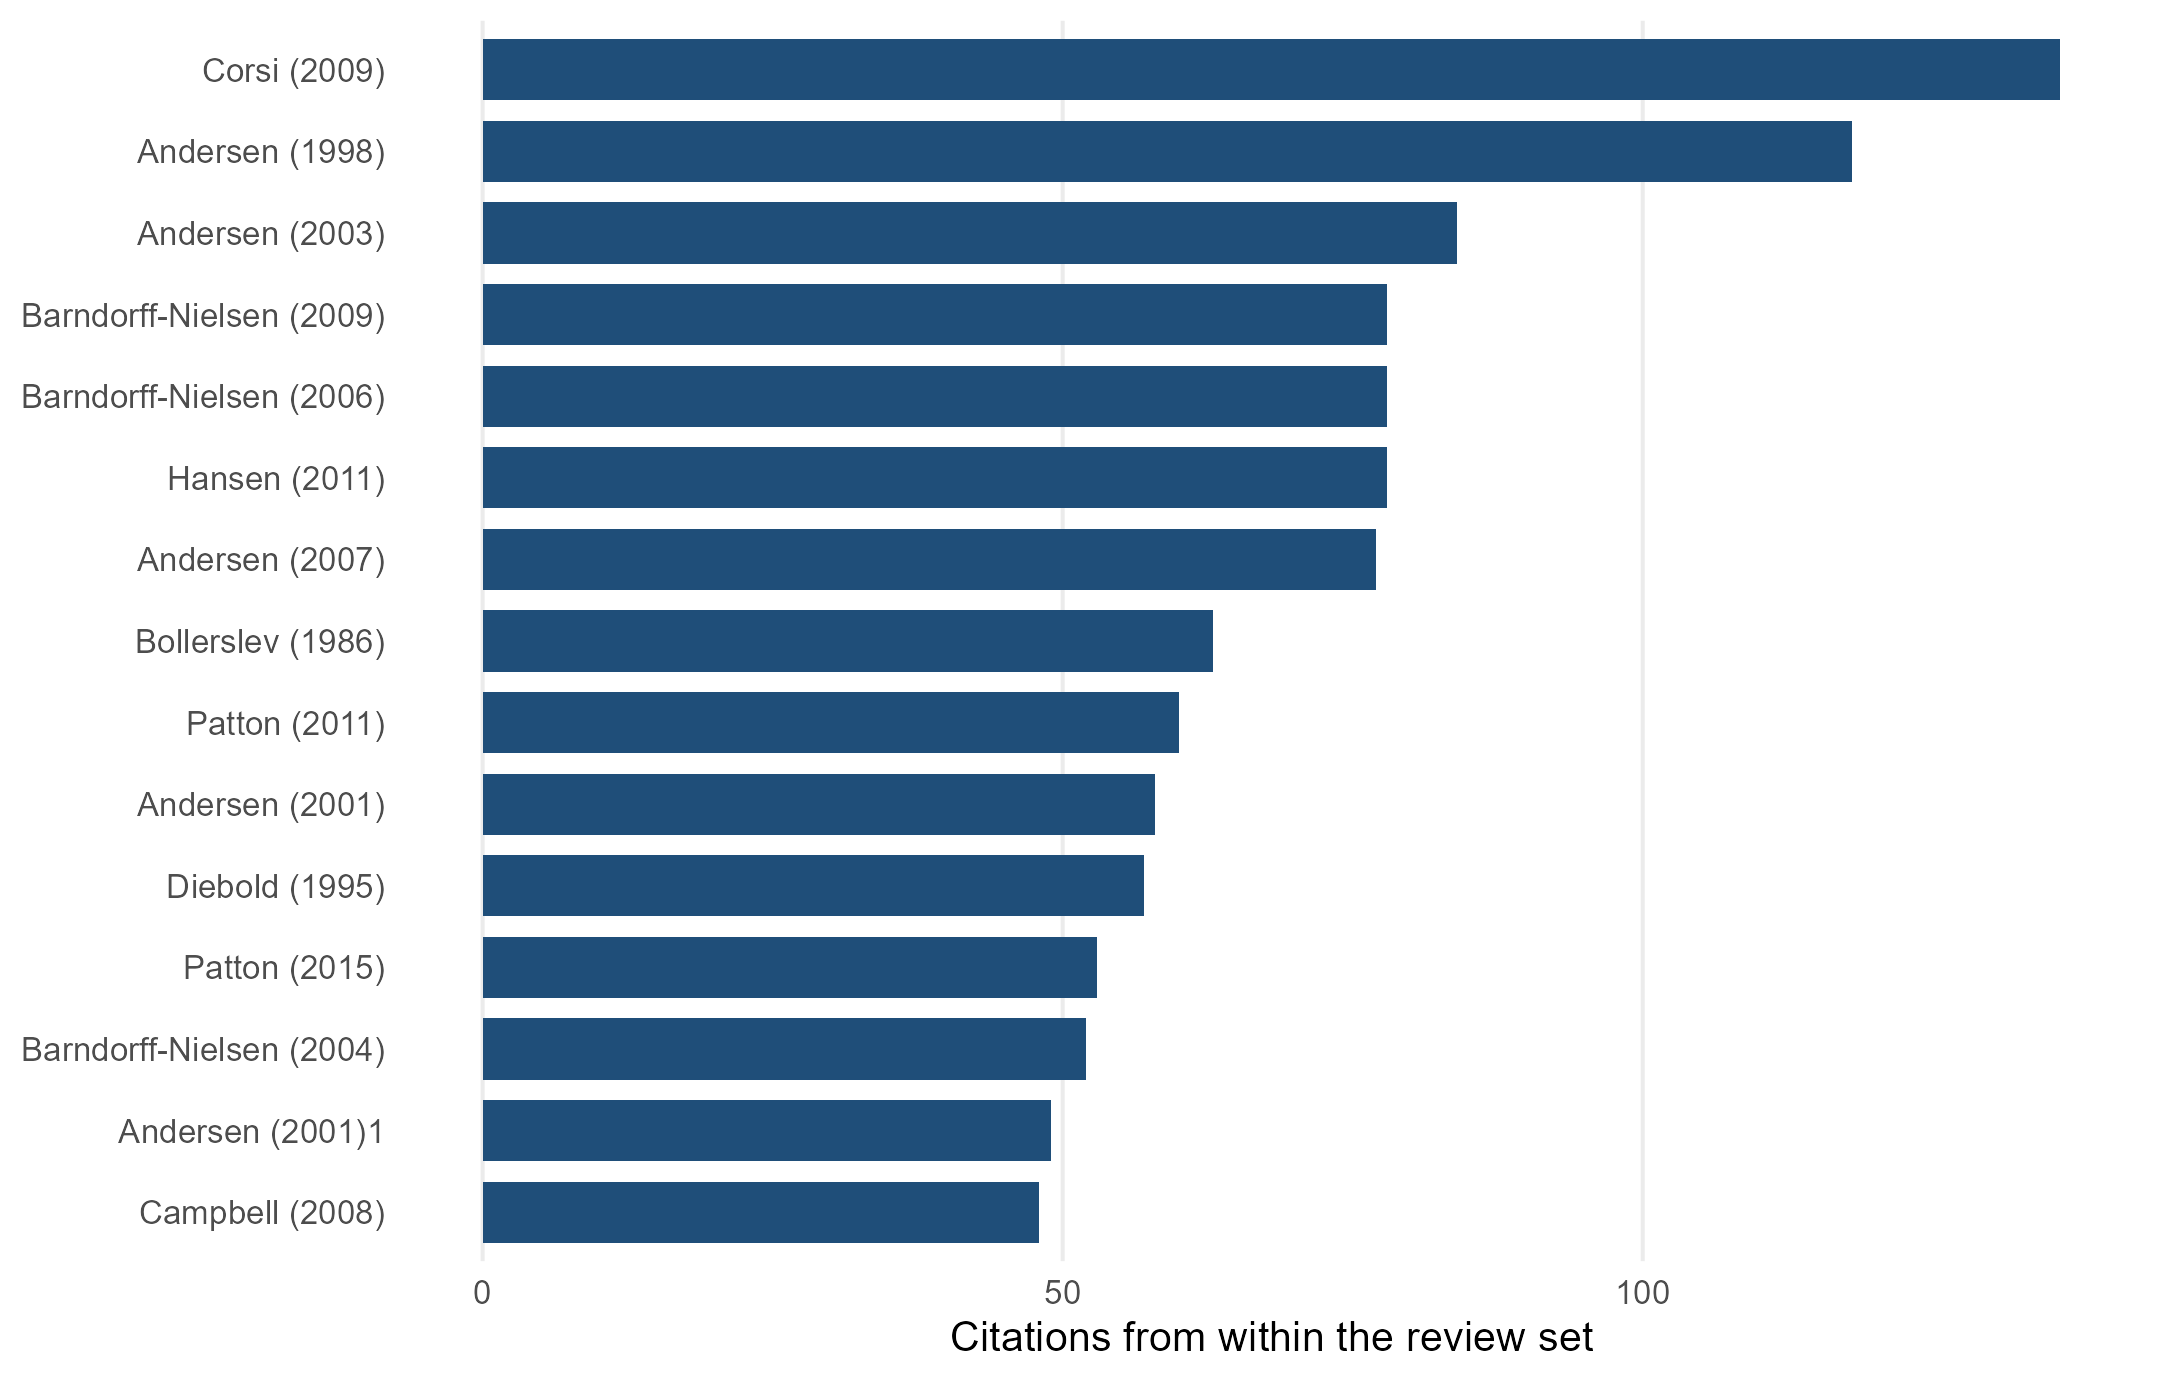 Corsi (2009)
Andersen (1998)
Andersen (2003)
Barndorff-Nielsen (2009)
Barndorff-Nielsen (2006)
Hansen (2011)
Andersen (2007)
Bollerslev (1986)
Patton (2011)
Andersen (2001)
Diebold (1995)
Patton (2015)
Barndorff-Nielsen (2004)
Andersen (2001)1
Campbell (2008)
0 50 100
Citations from within the review set